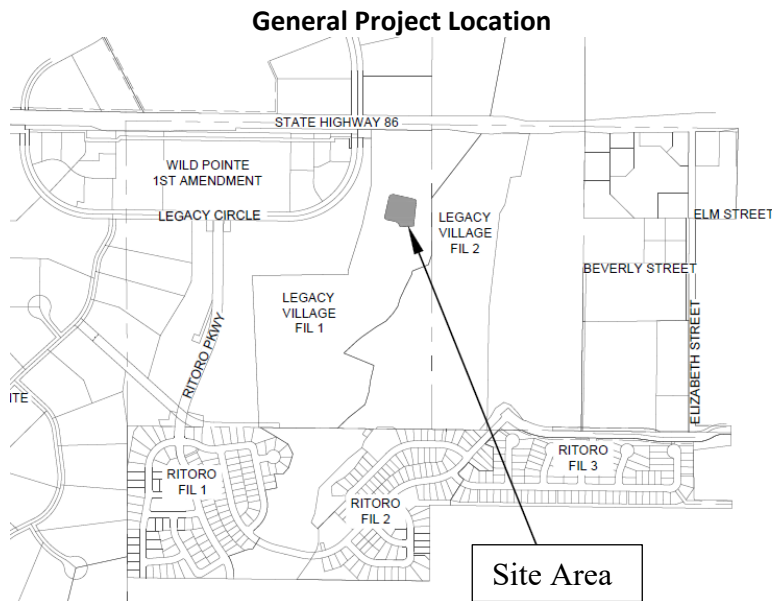 General Project Location
STATE HIGHWAY 86
WILD POINTE
1ST AMENDMENT
LEGACY CIRCLE
LEGACY
VILLAGE
FIL 2
ELM STREET
BEVERLY STREET
LEGACY
VILLAGE
FIL 1
RITORO PKWY
ELIZABETH STREET
ITE
RITORO
FIL 1
RITORO
FIL 2
RITORO
FIL 3
Site Area